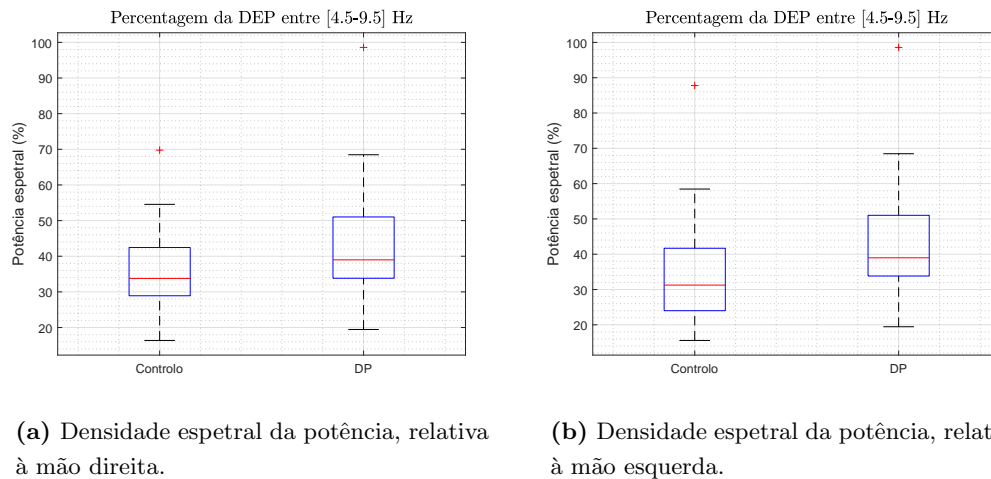 Percentagem da DEP entre [4.5-9.5] Hz
100
90
80
70
60
50
40
30
20
Potência espetral (%)
Controlo
DP
(a) Densidade espetral da potência, relativa
à mão direita.
Percentagem da DEP entre [4.5-9.5] Hz
100
90
80
70
60
50
40
30
20
Potência espetral (%)
Controlo
DP
(b) Densidade espetral da potência, relat
à mão esquerda.